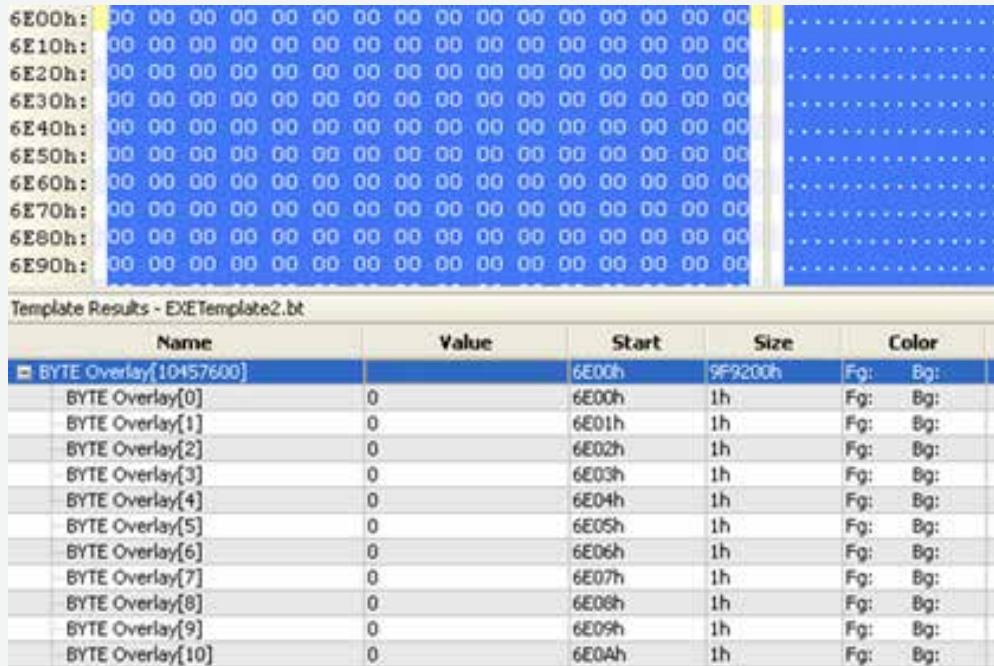 6E00h: 00 00 00 00 00 00 00 00 00 00 00 00 00 00 00 00 ................
6E10h: 00 00 00 00 00 00 00 00 00 00 00 00 00 00 00 00 ................
6E20h: 00 00 00 00 00 00 00 00 00 00 00 00 00 00 00 00 ................
6E30h: 00 00 00 00 00 00 00 00 00 00 00 00 00 00 00 00 ................
6E40h: 00 00 00 00 00 00 00 00 00 00 00 00 00 00 00 00 ................
6E50h: 00 00 00 00 00 00 00 00 00 00 00 00 00 00 00 00 ................
6E60h: 00 00 00 00 00 00 00 00 00 00 00 00 00 00 00 00 ................
6E70h: 00 00 00 00 00 00 00 00 00 00 00 00 00 00 00 00 ................
6E80h: 00 00 00 00 00 00 00 00 00 00 00 00 00 00 00 00 ................
6E90h: 00 00 00 00 00 00 00 00 00 00 00 00 00 00 00 00 ................
Template Results - EXETemplate2.bt
Name Value Start Size Color
BYTE Overlay[10457600] 6E00h 9F9200h Fg: Bg:
BYTE Overlay[0] 0 6E00h 1h Fg: Bg:
BYTE Overlay[1] 0 6E01h 1h Fg: Bg:
BYTE Overlay[2] 0 6E02h 1h Fg: Bg:
BYTE Overlay[3] 0 6E03h 1h Fg: Bg:
BYTE Overlay[4] 0 6E04h 1h Fg: Bg:
BYTE Overlay[5] 0 6E05h 1h Fg: Bg:
BYTE Overlay[6] 0 6E06h 1h Fg: Bg:
BYTE Overlay[7] 0 6E07h 1h Fg: Bg:
BYTE Overlay[8] 0 6E08h 1h Fg: Bg:
BYTE Overlay[9] 0 6E09h 1h Fg: Bg:
BYTE Overlay[10] 0 6E0Ah 1h Fg: Bg: